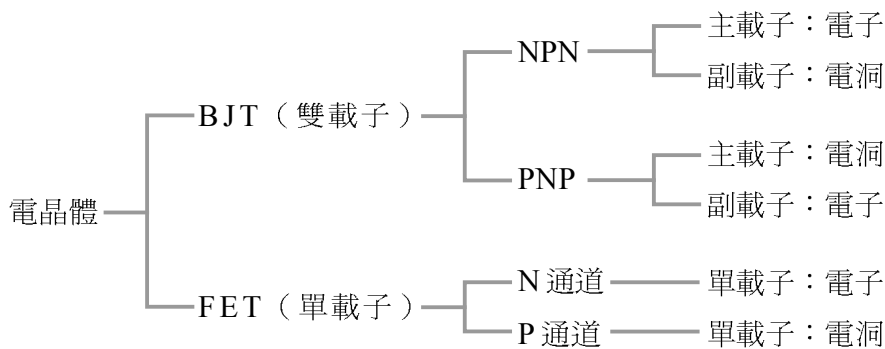 電晶體
BJT（雙載子）
NPN
主載子：電子
副載子：電洞
PNP
主載子：電洞
副載子：電子
FET（單載子）
N 通道
單載子：電子
P 通道
單載子：電洞